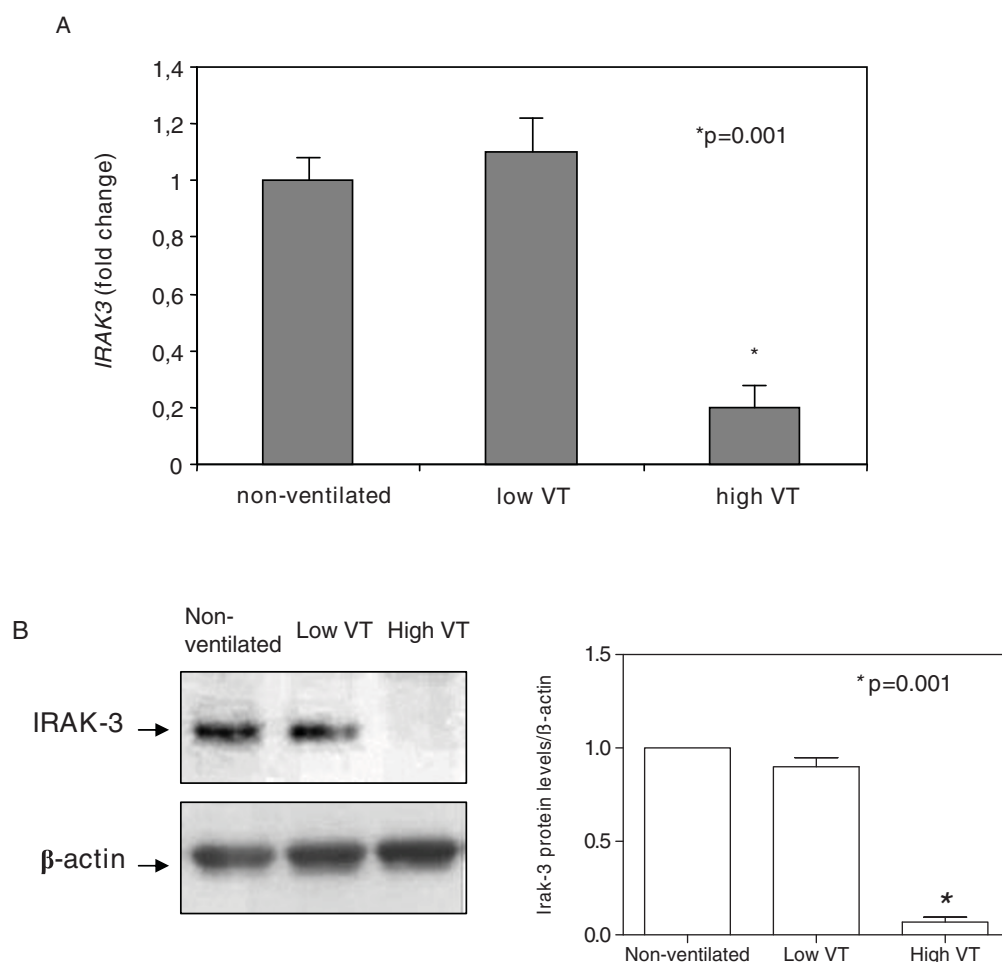 A
1,4
1,2
1
0,8
0,6
0,4
0,2
0
IRAK3 (fold change)
*p=0.001
*
non-ventilated low VT high VT
B
Non-
ventilated Low VT High VT
IRAK-3
β-actin
1.5
1.0
0.5
0.0
Irak-3 protein levels/ß-actin
*p=0.001
*
Non-ventilated Low VT High VT